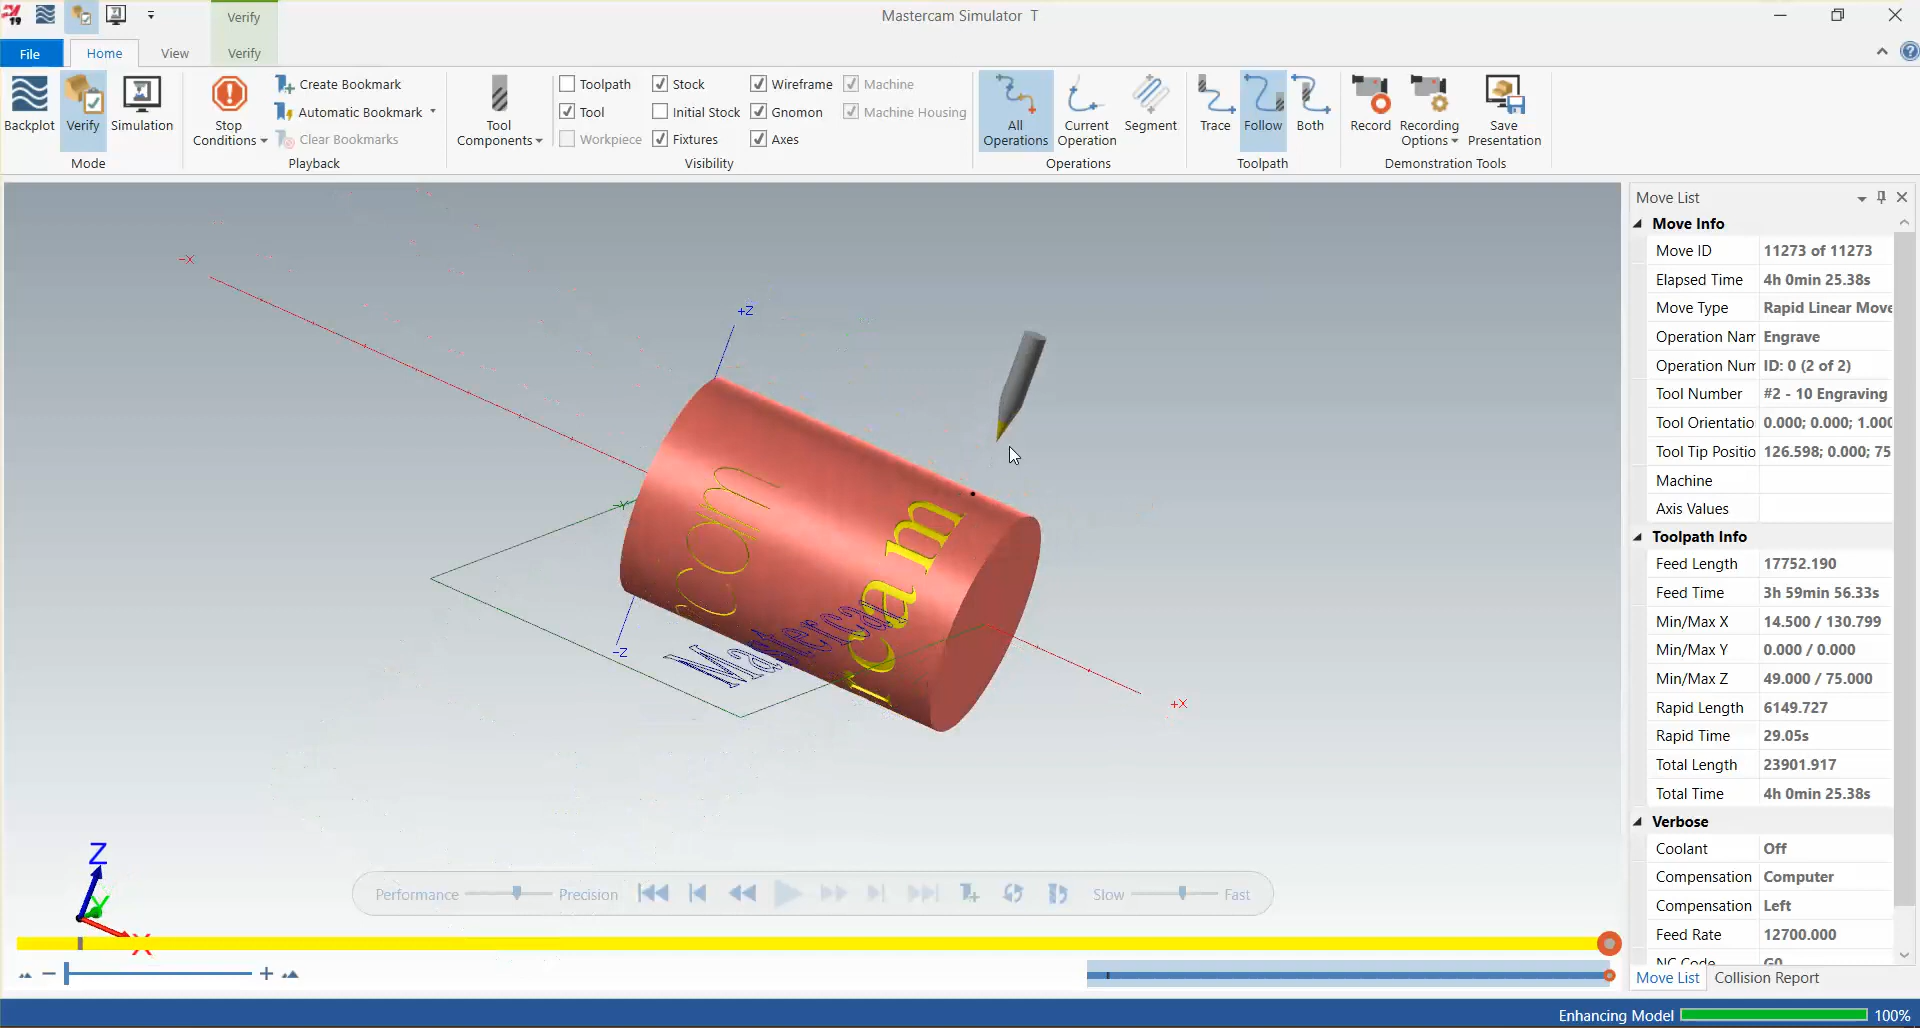 19
Verify
Mastercam Simulator T
File
Home
View
Verify
Backplot
Verify
Simulation
Mode
Stop
Conditions
Create Bookmark
Automatic Bookmark
Clear Bookmarks
Playback
Tool
Components
Toolpath
Tool
Workpiece
Stock
Initial Stock
Fixtures
Wireframe
Gnomon
Axes
Machine
Machine Housing
Visibility
All
Operations
Current
Operation
Segment
Operations
Trace
Follow
Both
Toolpath
Record
Recording
Options
Save
Presentation
Demonstration Tools
-X
+Z
-Y
-Z
+X
com
rcam
Masterca
Z
Y
X
Performance
Precision
Slow
Fast
Move List
Move Info
Move ID 11273 of 11273
Elapsed Time 4h 0min 25.38s
Move Type Rapid Linear Move
Operation Nam Engrave
Operation Num ID: 0 (2 of 2)
Tool Number #2 - 10 Engraving
Tool Orientatio 0.000; 0.000; 1.000
Tool Tip Positio 126.598; 0.000; 75
Machine
Axis Values
Toolpath Info
Feed Length 17752.190
Feed Time 3h 59min 56.33s
Min/Max X 14.500 / 130.799
Min/Max Y 0.000 / 0.000
Min/Max Z 49.000 / 75.000
Rapid Length 6149.727
Rapid Time 29.05s
Total Length 23901.917
Total Time 4h 0min 25.38s
Verbose
Coolant Off
Compensation Computer
Compensation Left
Feed Rate 12700.000
NC Code G0
Move List
Collision Report
Enhancing Model 100%